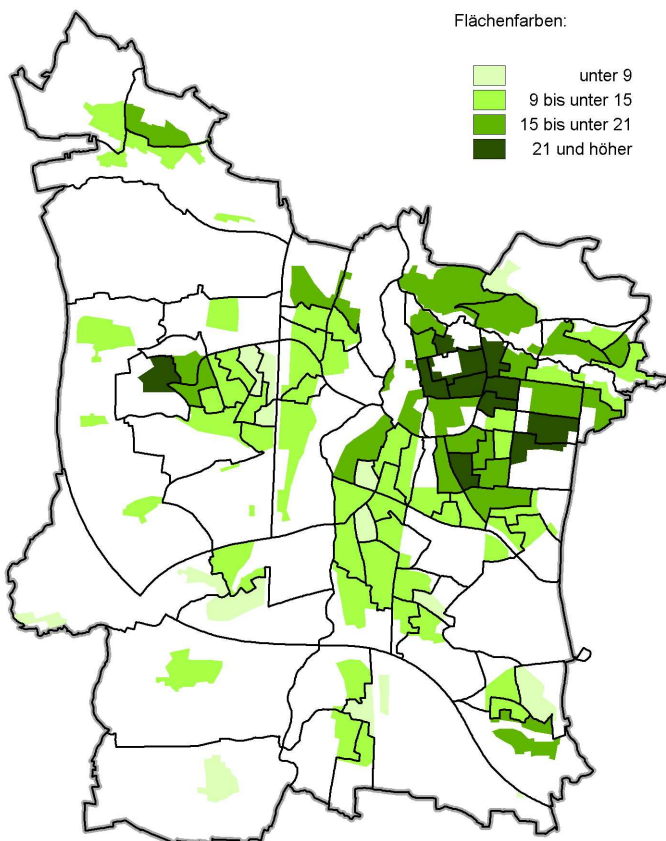 Flächenfarben:
unter 9
9 bis unter 15
15 bis unter 21
21 und höher